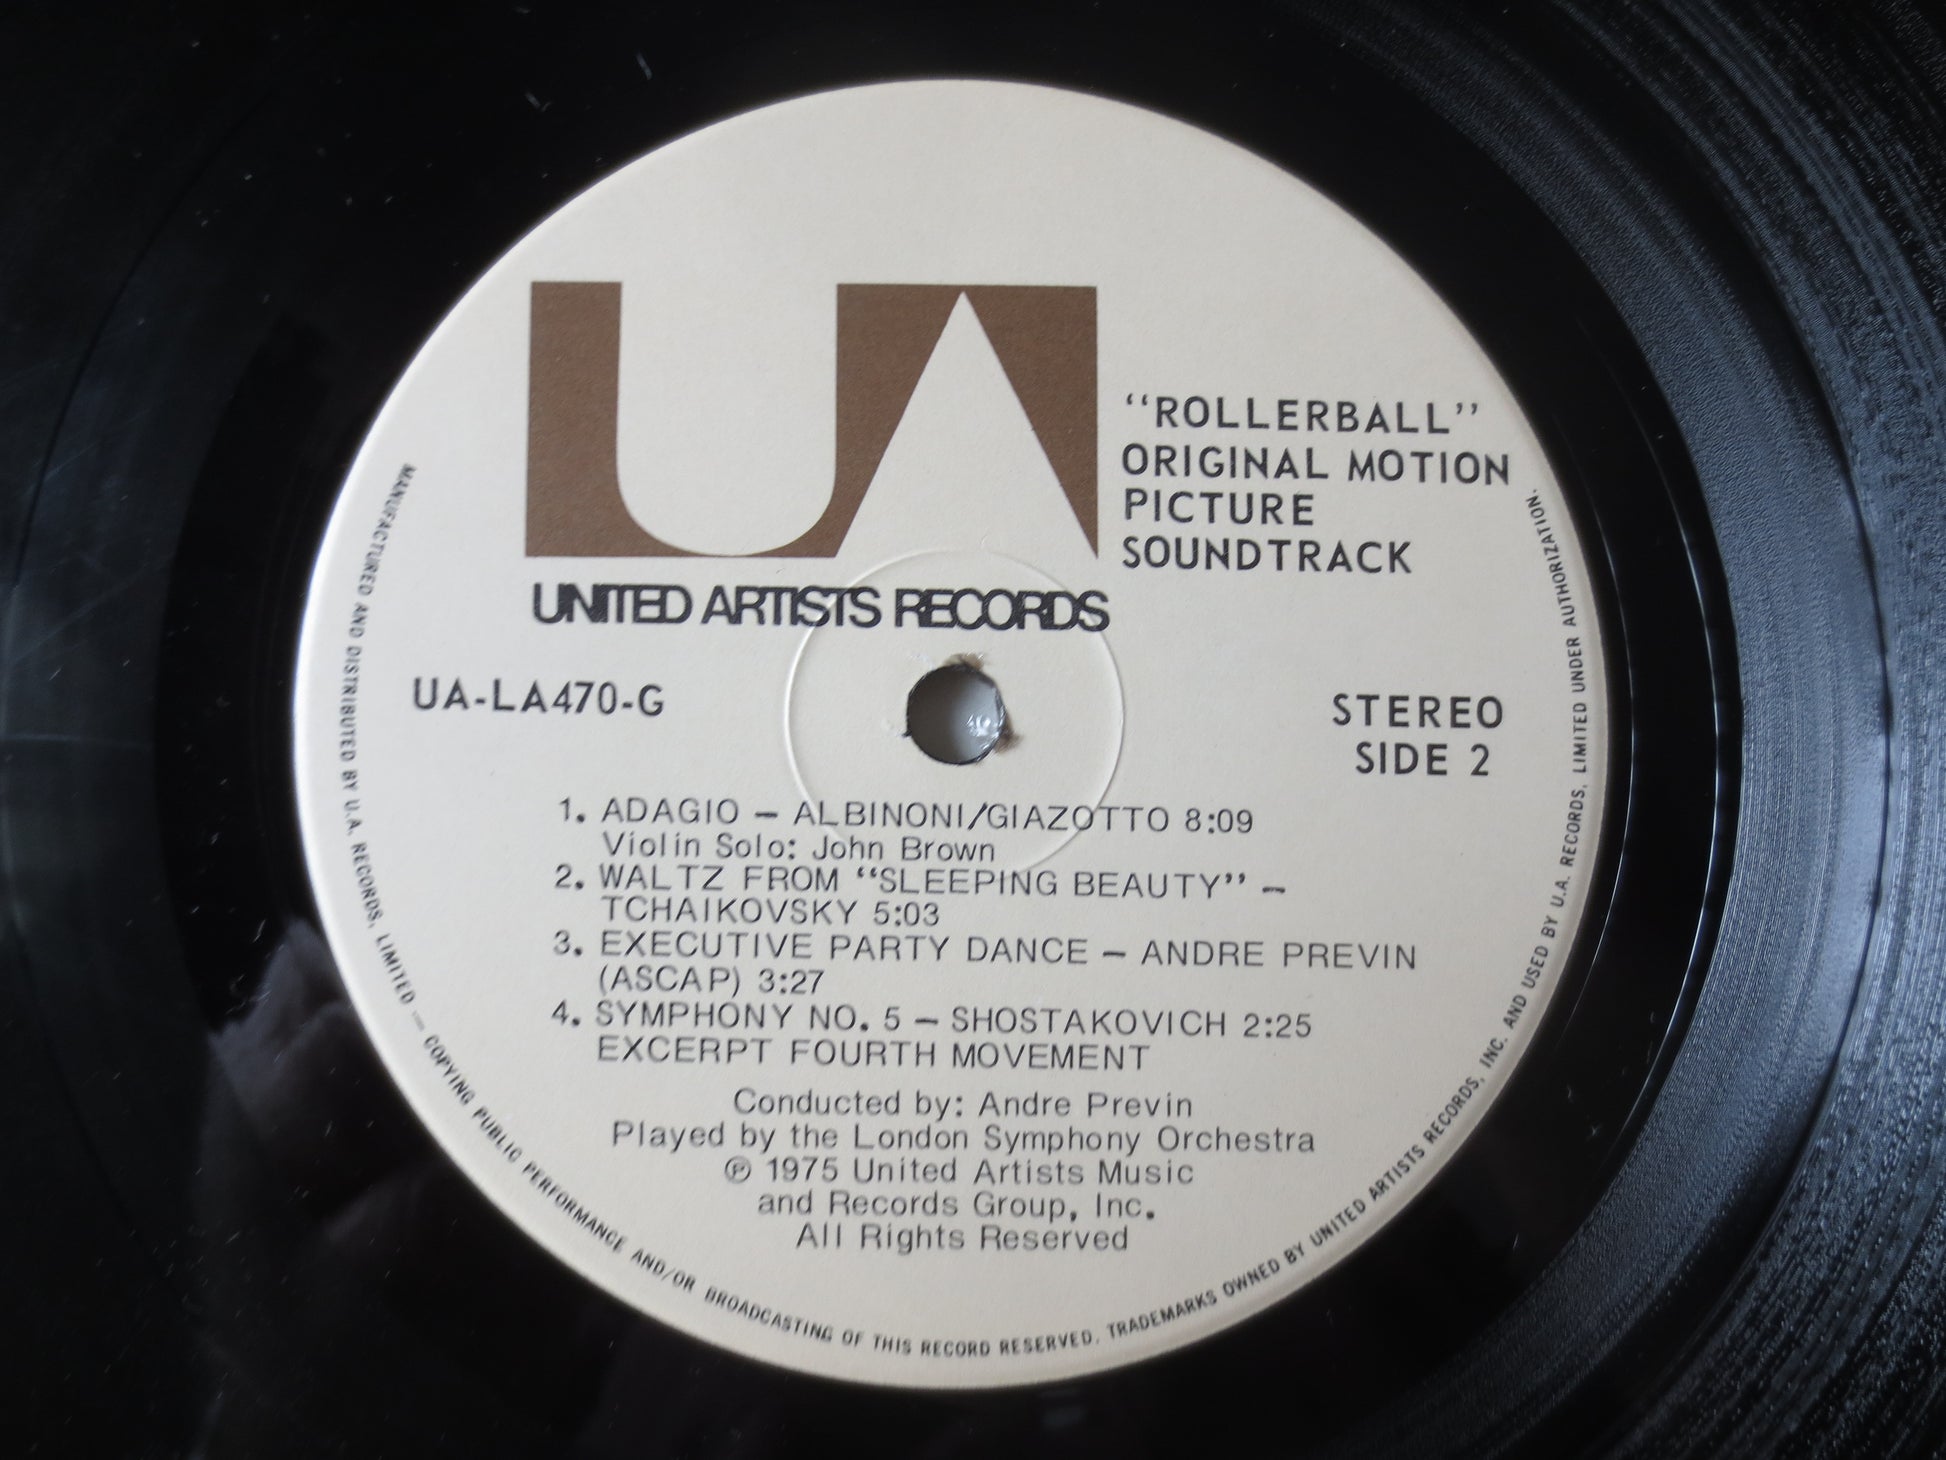 UA
UNITED ARTISTS RECORDS
"ROLLERBALL"
ORIGINAL MOTION
PICTURE
SOUNDTRACK
UA-LA470-G
STEREO
SIDE 2
1. ADAGIO — ALBINONI/GIAZOTTO 8:09
Violin Solo: John Brown
2. WALTZ FROM "SLEEPING BEAUTY" —
TCHAIKOVSKY 5:03
3. EXECUTIVE PARTY DANCE — ANDRE PREVIN
(ASCAP) 3:27
4. SYMPHONY NO. 5 — SHOSTAKOVICH 2:25
EXCERPT FOURTH MOVEMENT
Conducted by: Andre Previn
Played by the London Symphony Orchestra
℗ 1975 United Artists Music
and Records Group, Inc.
All Rights Reserved
MANUFACTURED AND DISTRIBUTED BY U.A. RECORDS, LIMITED — COPYING PUBLIC PERFORMANCE AND/OR BROADCASTING OF THIS RECORD RESERVED. TRADEMARKS OWNED BY UNITED ARTISTS RECORDS, INC. AND USED BY U.A. RECORDS, LIMITED UNDER AUTHORIZATION.